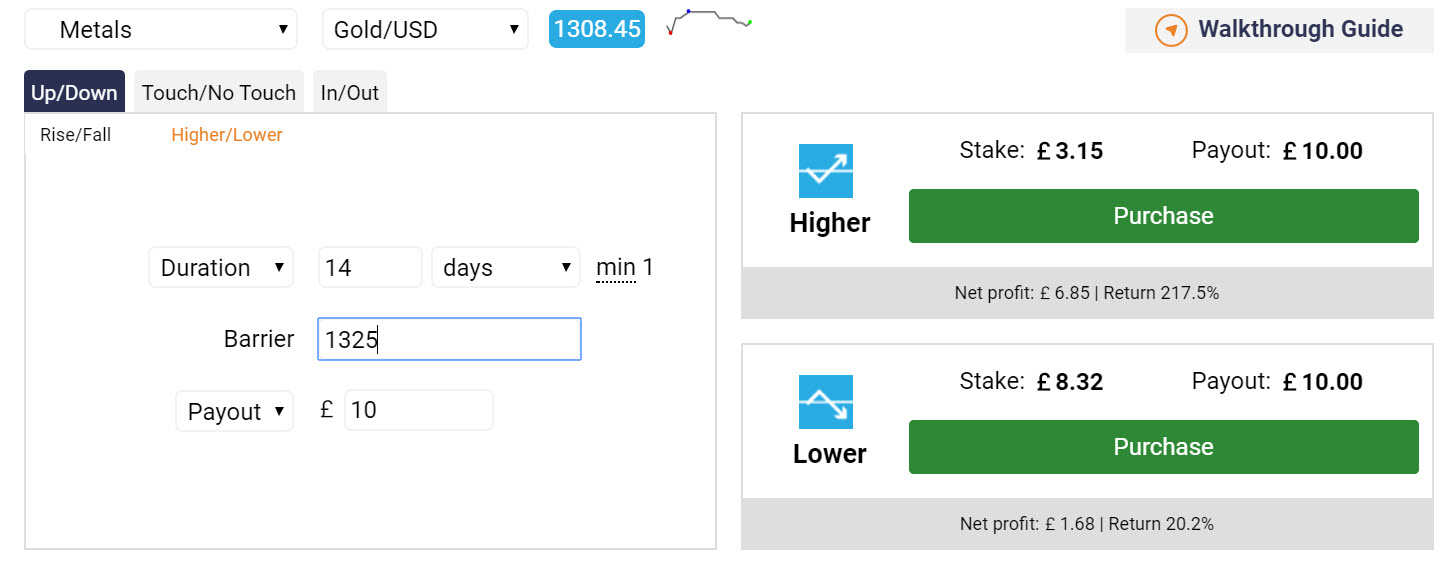 Metals ▼ Gold/USD ▼ 1308.45 Walkthrough Guide
Up/Down Touch/No Touch In/Out
Rise/Fall Higher/Lower
Duration ▼ 14 days ▼ min 1
Barrier 1325
Payout ▼ £ 10
Stake: £ 3.15 Payout: £ 10.00
Higher Purchase
Net profit: £ 6.85 | Return 217.5%
Stake: £ 8.32 Payout: £ 10.00
Lower Purchase
Net profit: £ 1.68 | Return 20.2%